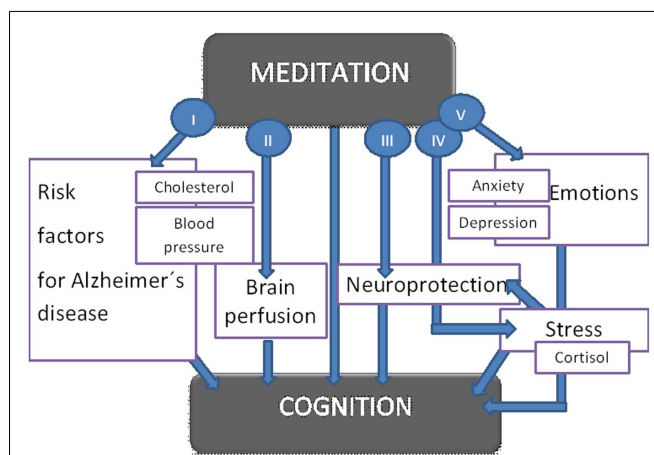 MEDITATION
I
II
III
IV
V
Risk
factors
for Alzheimer´s
disease
Cholesterol
Blood
pressure
Brain
perfusion
Neuroprotection
Anxiety
Depression
Emotions
Stress
Cortisol
COGNITION